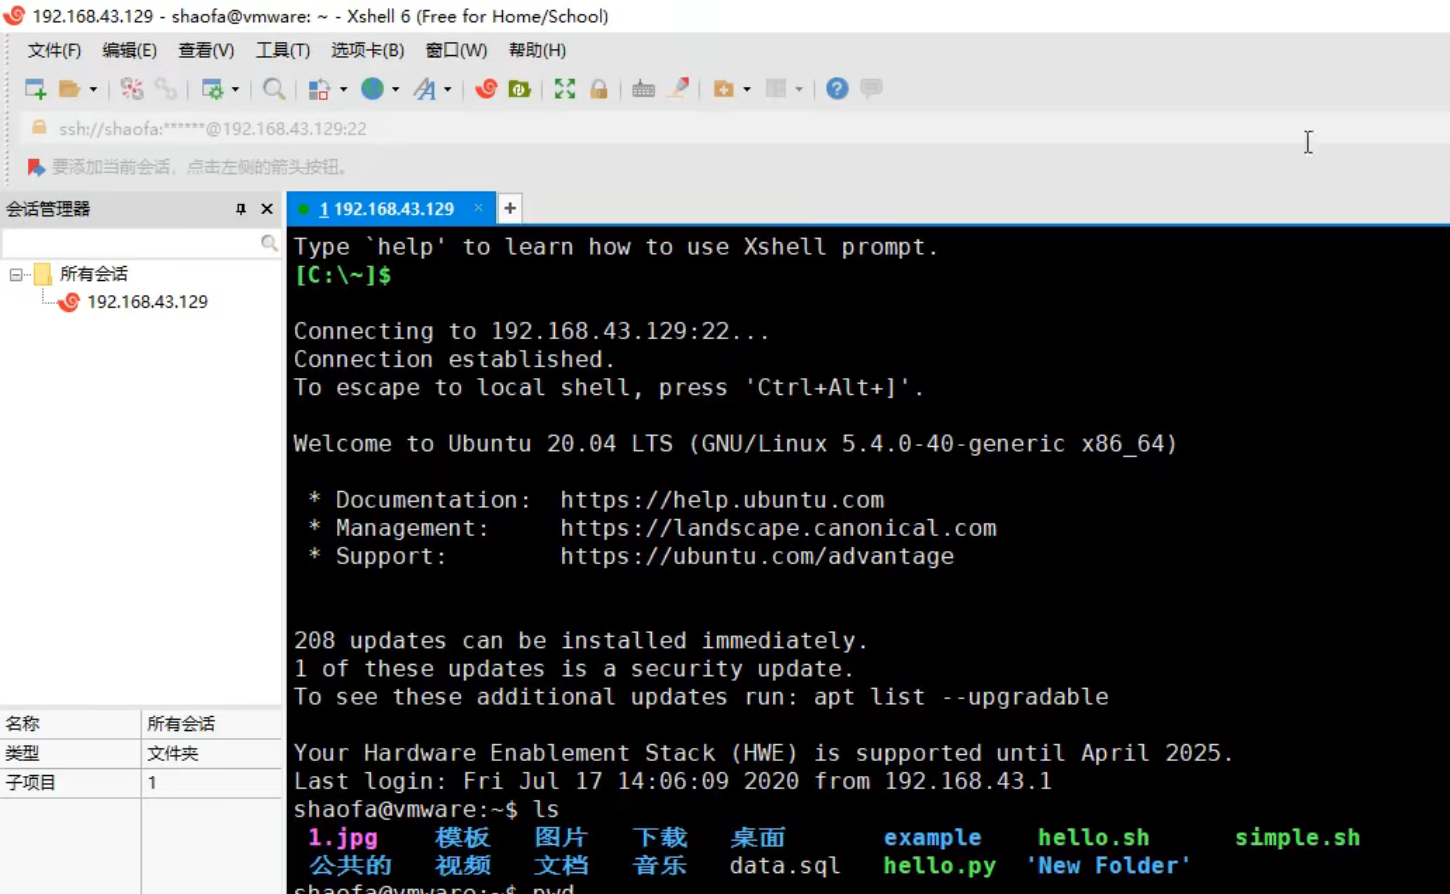 192.168.43.129 - shaofa@vmware: ~ - Xshell 6 (Free for Home/School)
文件(F) 编辑(E) 查看(V) 工具(T) 选项卡(B) 窗口(W) 帮助(H)
ssh://shaofa:******@192.168.43.129:22
要添加当前会话，点击左侧的箭头按钮。
会话管理器
所有会话
192.168.43.129
名称 所有会话
类型 文件夹
子项目 1
1 192.168.43.129 × +
Type `help' to learn how to use Xshell prompt.
[C:\~]$
Connecting to 192.168.43.129:22...
Connection established.
To escape to local shell, press 'Ctrl+Alt+]'.
Welcome to Ubuntu 20.04 LTS (GNU/Linux 5.4.0-40-generic x86_64)
* Documentation: https://help.ubuntu.com
* Management: https://landscape.canonical.com
* Support: https://ubuntu.com/advantage
208 updates can be installed immediately.
1 of these updates is a security update.
To see these additional updates run: apt list --upgradable
Your Hardware Enablement Stack (HWE) is supported until April 2025.
Last login: Fri Jul 17 14:06:09 2020 from 192.168.43.1
shaofa@vmware:~$ ls
1.jpg 模板 图片 下载 桌面 example hello.sh simple.sh
公共的 视频 文档 音乐 data.sql hello.py 'New Folder'
shaofa@vmware:~$ pwd